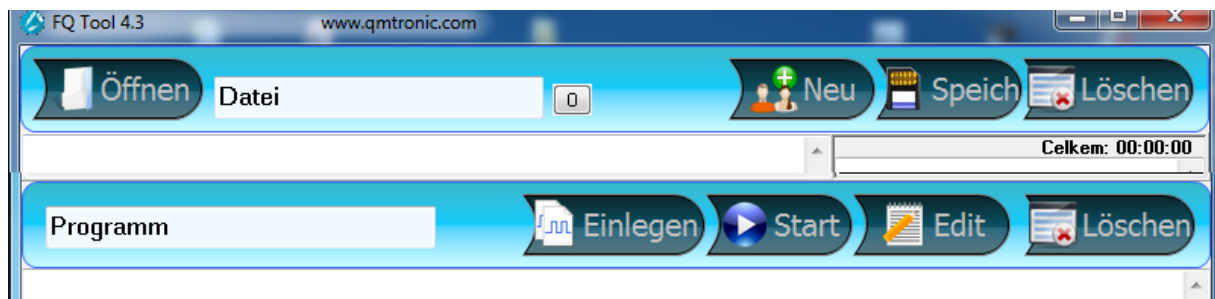 FQ Tool 4.3 www.qmtronic.com
Öffnen Datei 0 Neu Speich Löschen
Celkem: 00:00:00
Programm Einlegen Start Edit Löschen